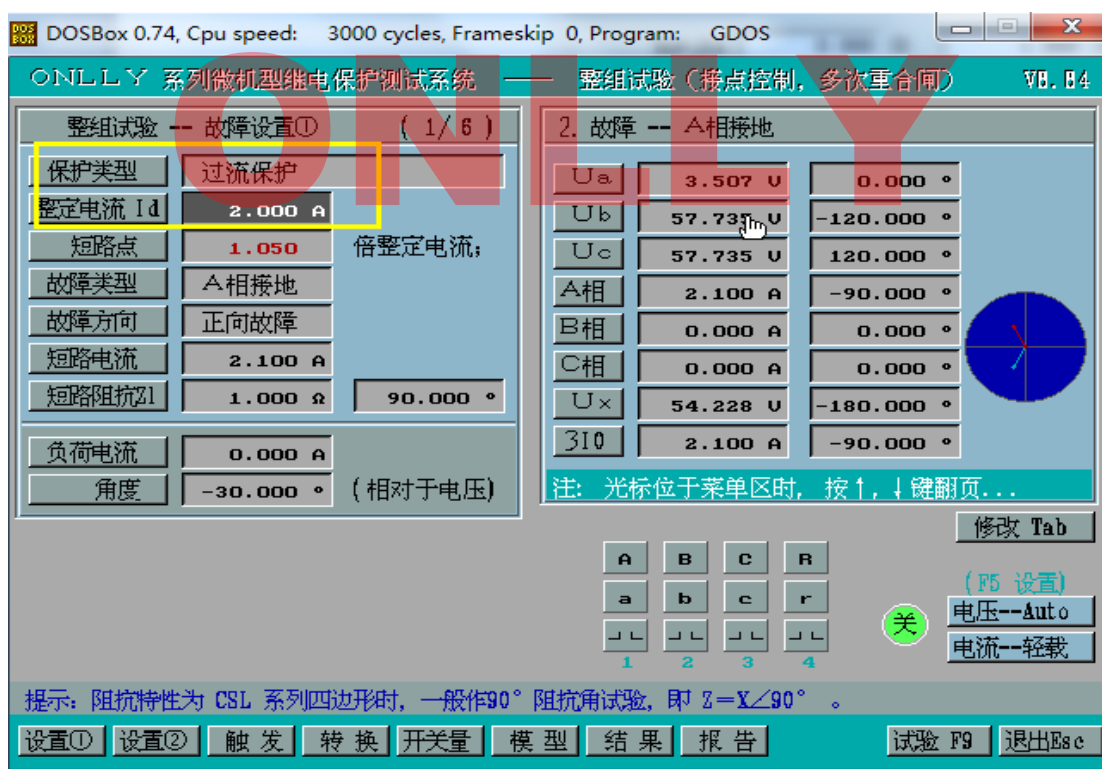 DOSBox 0.74, Cpu speed: 3000 cycles, Frameskip 0, Program: GDOS
ONLLY 系列微机型继电保护测试系统 —— 整组试验(接点控制, 多次重合闸) V8.84
整组试验 -- 故障设置① ( 1/6 )
保护类型 过流保护
整定电流 Id 2.000 A
短路点 1.050 倍整定电流;
故障类型 A相接地
故障方向 正向故障
短路电流 2.100 A
短路阻抗Zl 1.000 Ω 90.000 °
负荷电流 0.000 A
角度 -30.000 ° (相对于电压)
2. 故障 -- A相接地
Ua 3.507 V 0.000 °
Ub 57.735 V -120.000 °
Uc 57.735 V 120.000 °
A相 2.100 A -90.000 °
B相 0.000 A 0.000 °
C相 0.000 A 0.000 °
Ux 54.228 V -180.000 °
3I0 2.100 A -90.000 °
注: 光标位于菜单区时, 按↑,↓键翻页...
ONLLY
修改 Tab
A B C R
a b c r
1 2 3 4
关
(F5 设置)
电压--Auto
电流--轻载
提示: 阻抗特性为 CSL 系列四边形时, 一般作90°阻抗角试验, 即 Z=X∠90° 。
设置① 设置② 触 发 转 换 开关量 模 型 结 果 报 告 试验 F9 退出Esc